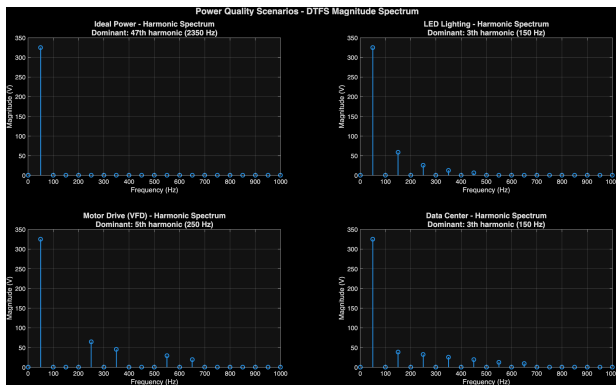 Power Quality Scenarios - DTFS Magnitude Spectrum
Ideal Power - Harmonic Spectrum
Dominant: 47th harmonic (2350 Hz)
350
300
250
200
150
100
50
0
Magnitude (V)
0 100 200 300 400 500 600 700 800 900 1000
Frequency (Hz)
LED Lighting - Harmonic Spectrum
Dominant: 3th harmonic (150 Hz)
350
300
250
200
150
100
50
0
Magnitude (V)
0 100 200 300 400 500 600 700 800 900 1000
Frequency (Hz)
Motor Drive (VFD) - Harmonic Spectrum
Dominant: 5th harmonic (250 Hz)
350
300
250
200
150
100
50
0
Magnitude (V)
0 100 200 300 400 500 600 700 800 900 1000
Frequency (Hz)
Data Center - Harmonic Spectrum
Dominant: 3th harmonic (150 Hz)
350
300
250
200
150
100
50
0
Magnitude (V)
0 100 200 300 400 500 600 700 800 900 1000
Frequency (Hz)